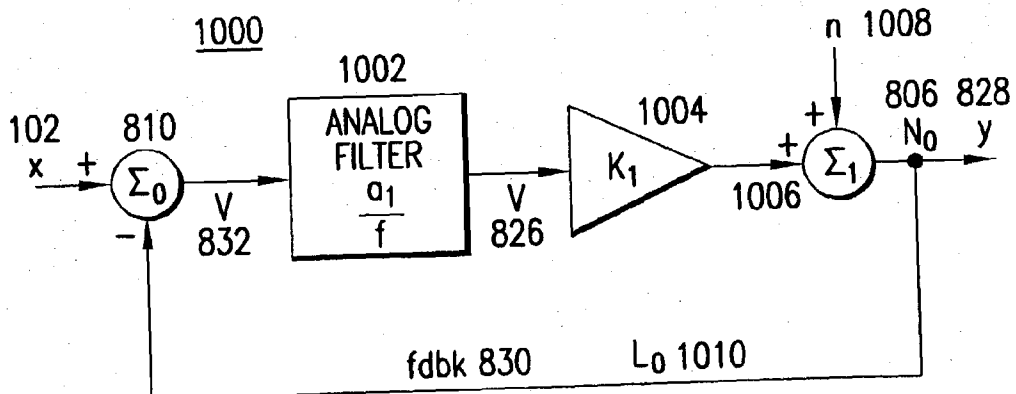 1000
102
x
+
810
Σ0
-
V
832
1002
ANALOG
FILTER
a1
f
V
826
1004
K1
n 1008
+
+
1006
Σ1
806 828
N0 y
fdbk 830 L0 1010